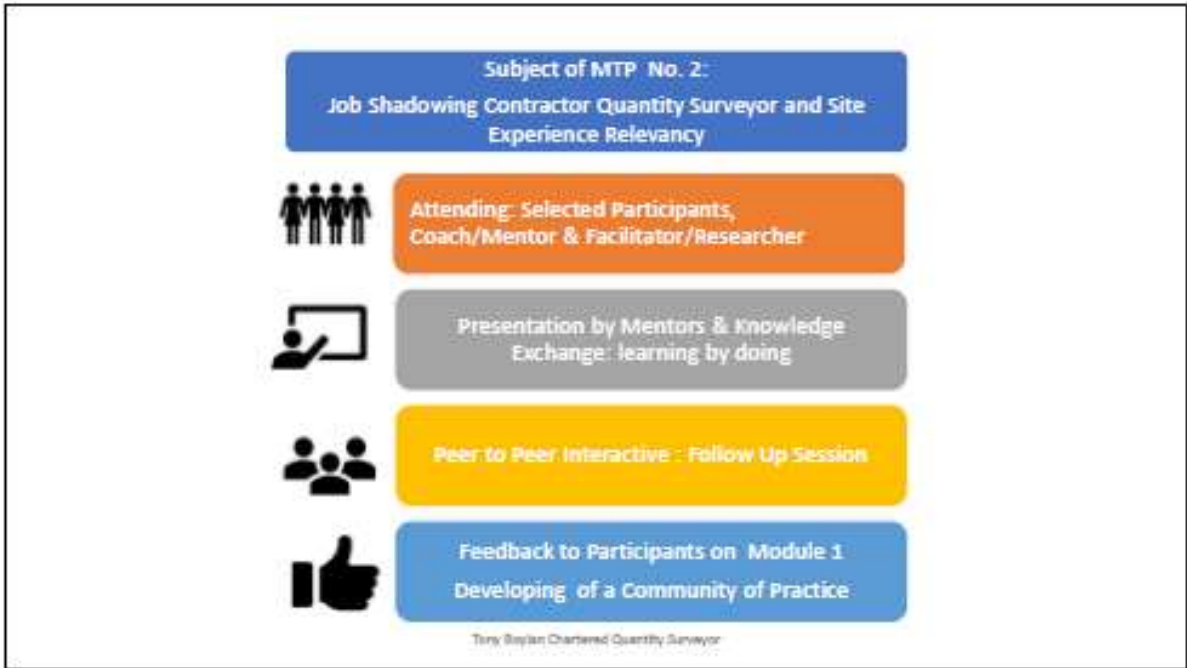 Subject of MTP No. 2:
Job Shadowing Contractor Quantity Surveyor and Site
Experience Relevancy
Attending: Selected Participants,
Coach/Mentor & Facilitator/Researcher
Presentation by Mentors & Knowledge
Exchange: learning by doing
Peer to Peer Interactive : Follow Up Session
Feedback to Participants on Module 1
Developing of a Community of Practice
Tony Boylan Chartered Quantity Surveyor